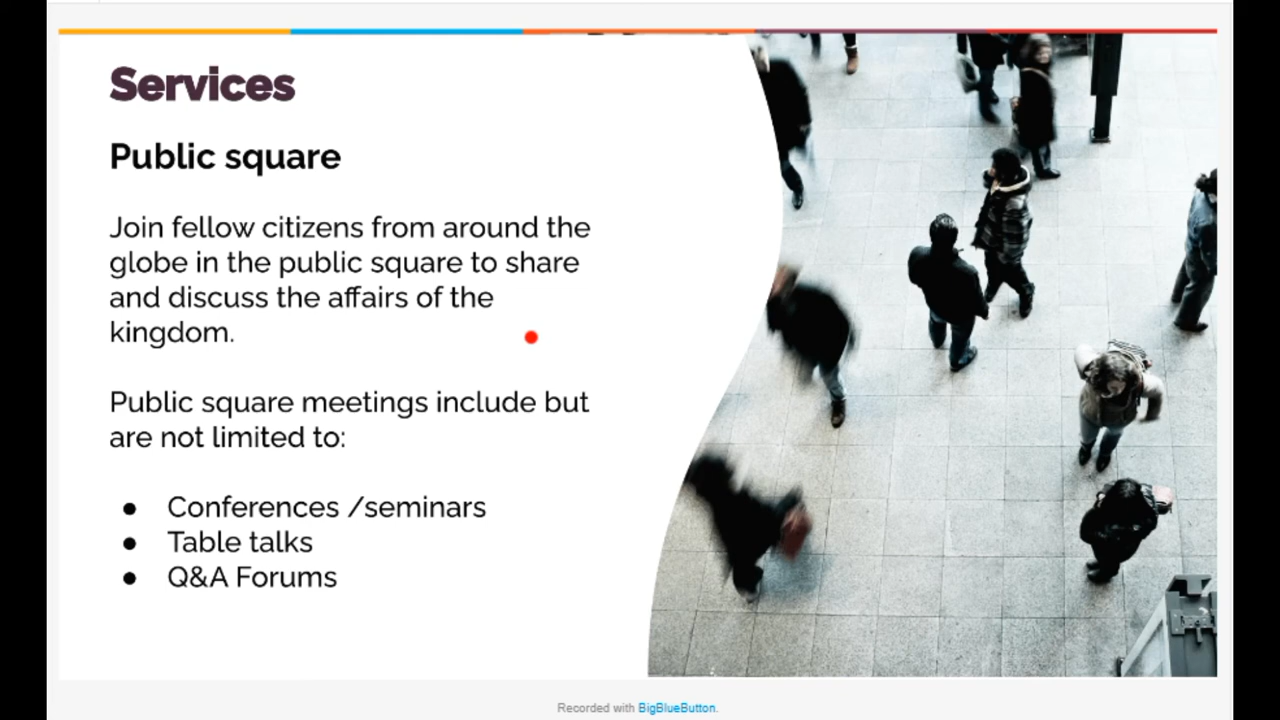 Services
Public square
Join fellow citizens from around the
globe in the public square to share
and discuss the affairs of the
kingdom.
Public square meetings include but
are not limited to:
● Conferences /seminars
● Table talks
● Q&A Forums
Recorded with BigBlueButton.